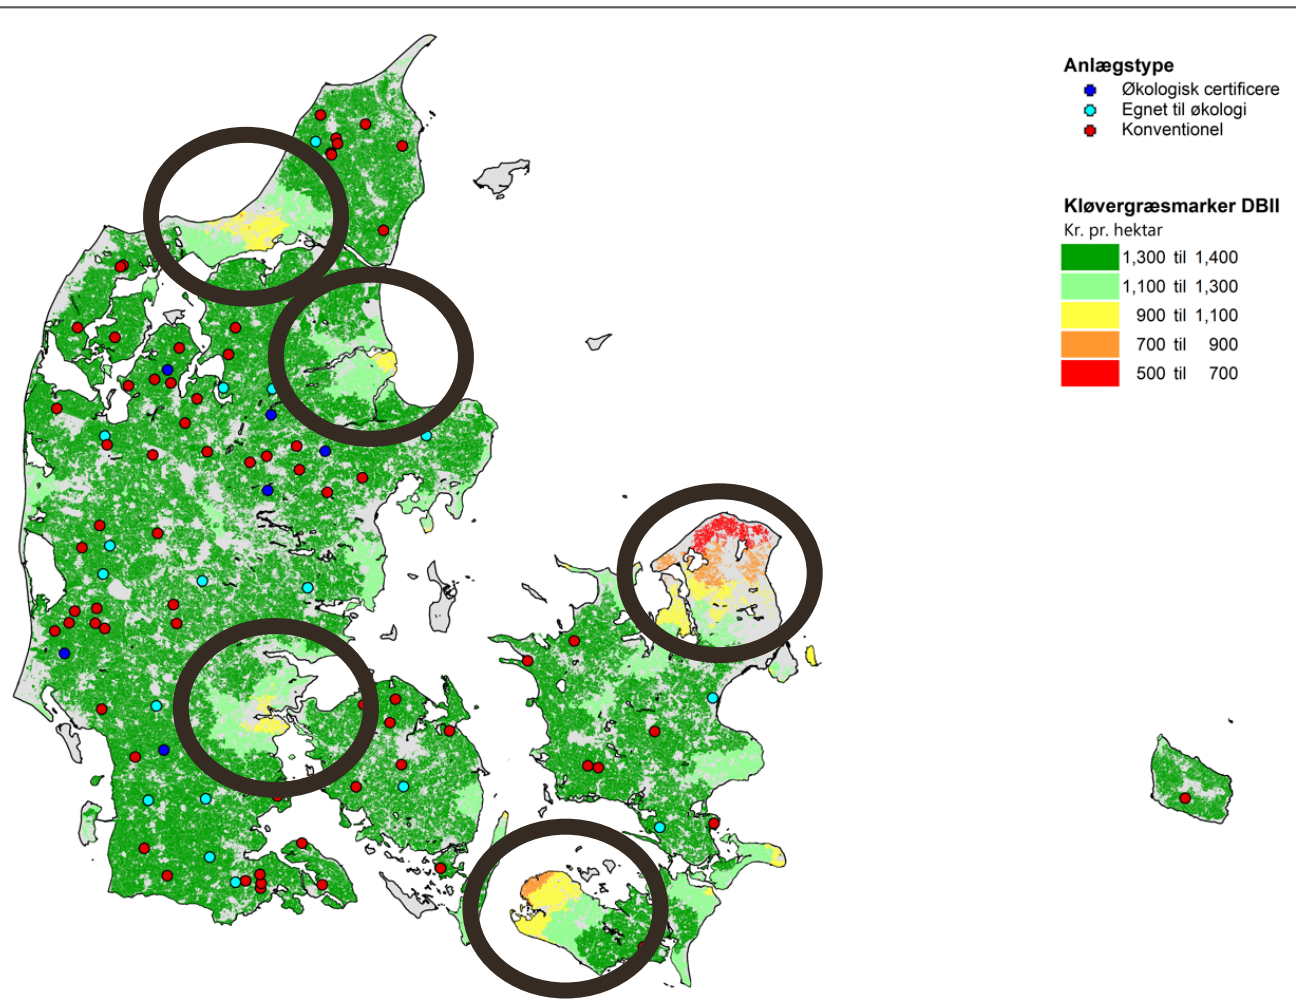 Anlægstype
Økologisk certificere
Egnet til økologi
Konventionel
Kløvergræsmarker DBII
Kr. pr. hektar
1,300 til 1,400
1,100 til 1,300
900 til 1,100
700 til 900
500 til 700